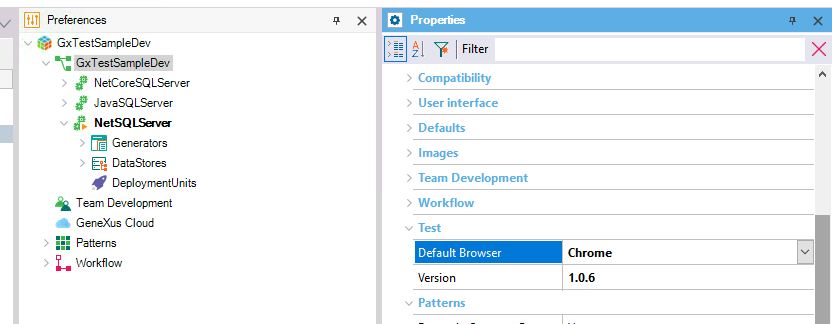 Preferences
GxTestSampleDev
GxTestSampleDev
NetCoreSQLServer
JavaSQLServer
NetSQLServer
Generators
DataStores
DeploymentUnits
Team Development
GeneXus Cloud
Patterns
Workflow
Properties
Filter
Compatibility
User interface
Defaults
Images
Team Development
Workflow
Test
Default Browser Chrome
Version 1.0.6
Patterns